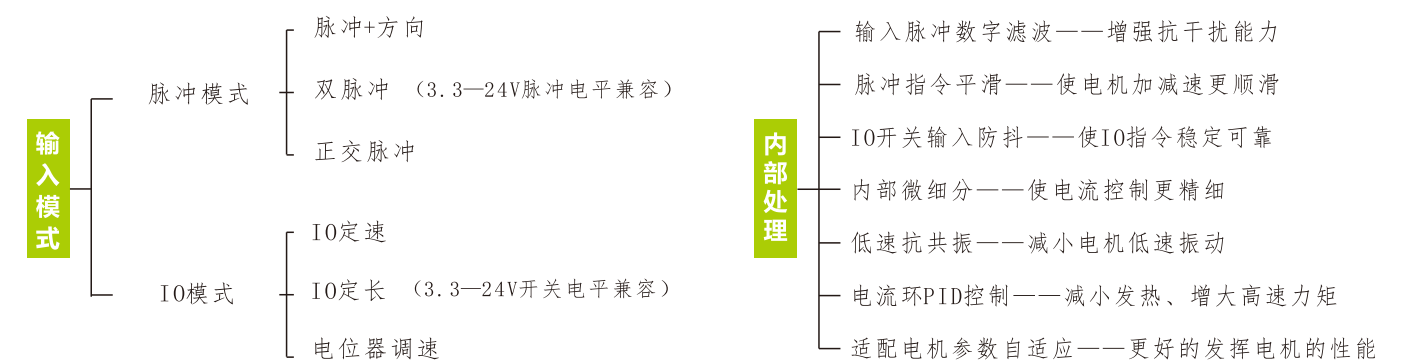 输入模式
脉冲模式
脉冲+方向
双脉冲 （3.3—24V脉冲电平兼容）
正交脉冲
IO模式
IO定速
IO定长 （3.3—24V开关电平兼容）
电位器调速
内部处理
输入脉冲数字滤波——增强抗干扰能力
脉冲指令平滑——使电机加减速更顺滑
IO开关输入防抖——使IO指令稳定可靠
内部微细分——使电流控制更精细
低速抗共振——减小电机低速振动
电流环PID控制——减小发热、增大高速力矩
适配电机参数自适应——更好的发挥电机的性能